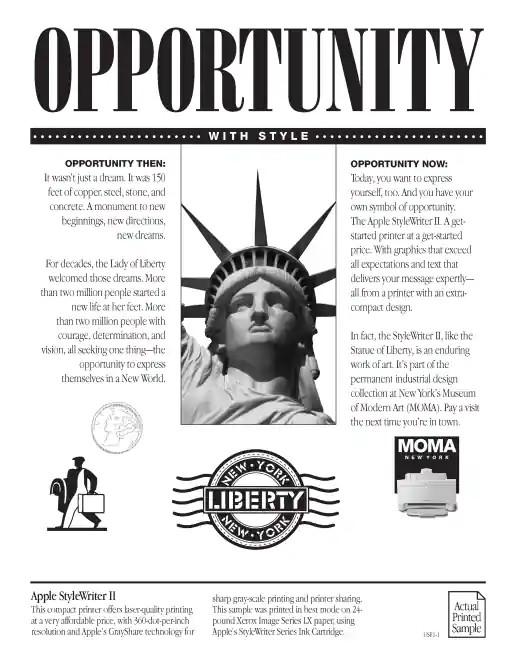 OPPORTUNITY
WITH STYLE
OPPORTUNITY THEN:
It wasn't just a dream. It was 150
feet of copper, steel, stone, and
concrete. A monument to new
beginnings, new directions,
new dreams.
For decades, the Lady of Liberty
welcomed those dreams. More
than two million people started a
new life at her feet. More
than two million people with
courage, determination, and
vision, all seeking one thing—the
opportunity to express
themselves in a New World.
OPPORTUNITY NOW:
Today, you want to express
yourself, too. And you have your
own symbol of opportunity.
The Apple StyleWriter II. A get-
started printer at a get-started
price. With graphics that exceed
all expectations and text that
delivers your message expertly—
all from a printer with an extra-
compact design.
In fact, the StyleWriter II, like the
Statue of Liberty, is an enduring
work of art. It's part of the
permanent industrial design
collection at New York's Museum
of Modern Art (MOMA). Pay a visit
the next time you're in town.
NEW • YORK
LIBERTY
NEW • YORK
MOMA
NEW YORK
Apple StyleWriter II
This compact printer offers laser-quality printing
at a very affordable price, with 360-dot-per-inch
resolution and Apple's GrayShare technology for
sharp gray-scale printing and printer sharing.
This sample was printed in best mode on 24-
pound Xerox Image Series LX paper, using
Apple's StyleWriter Series Ink Cartridge.
Actual
Printed
Sample